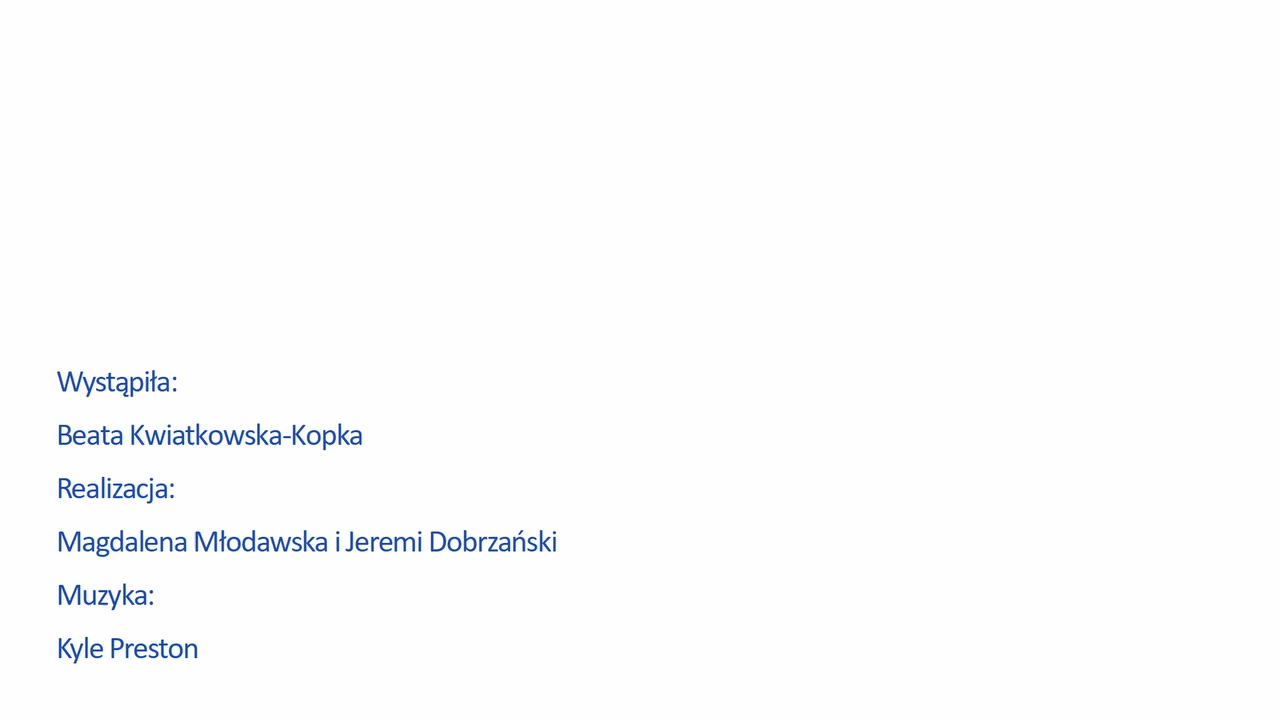 Wystąpiła:
Beata Kwiatkowska-Kopka
Realizacja:
Magdalena Młodawska i Jeremi Dobrzański
Muzyka:
Kyle Preston